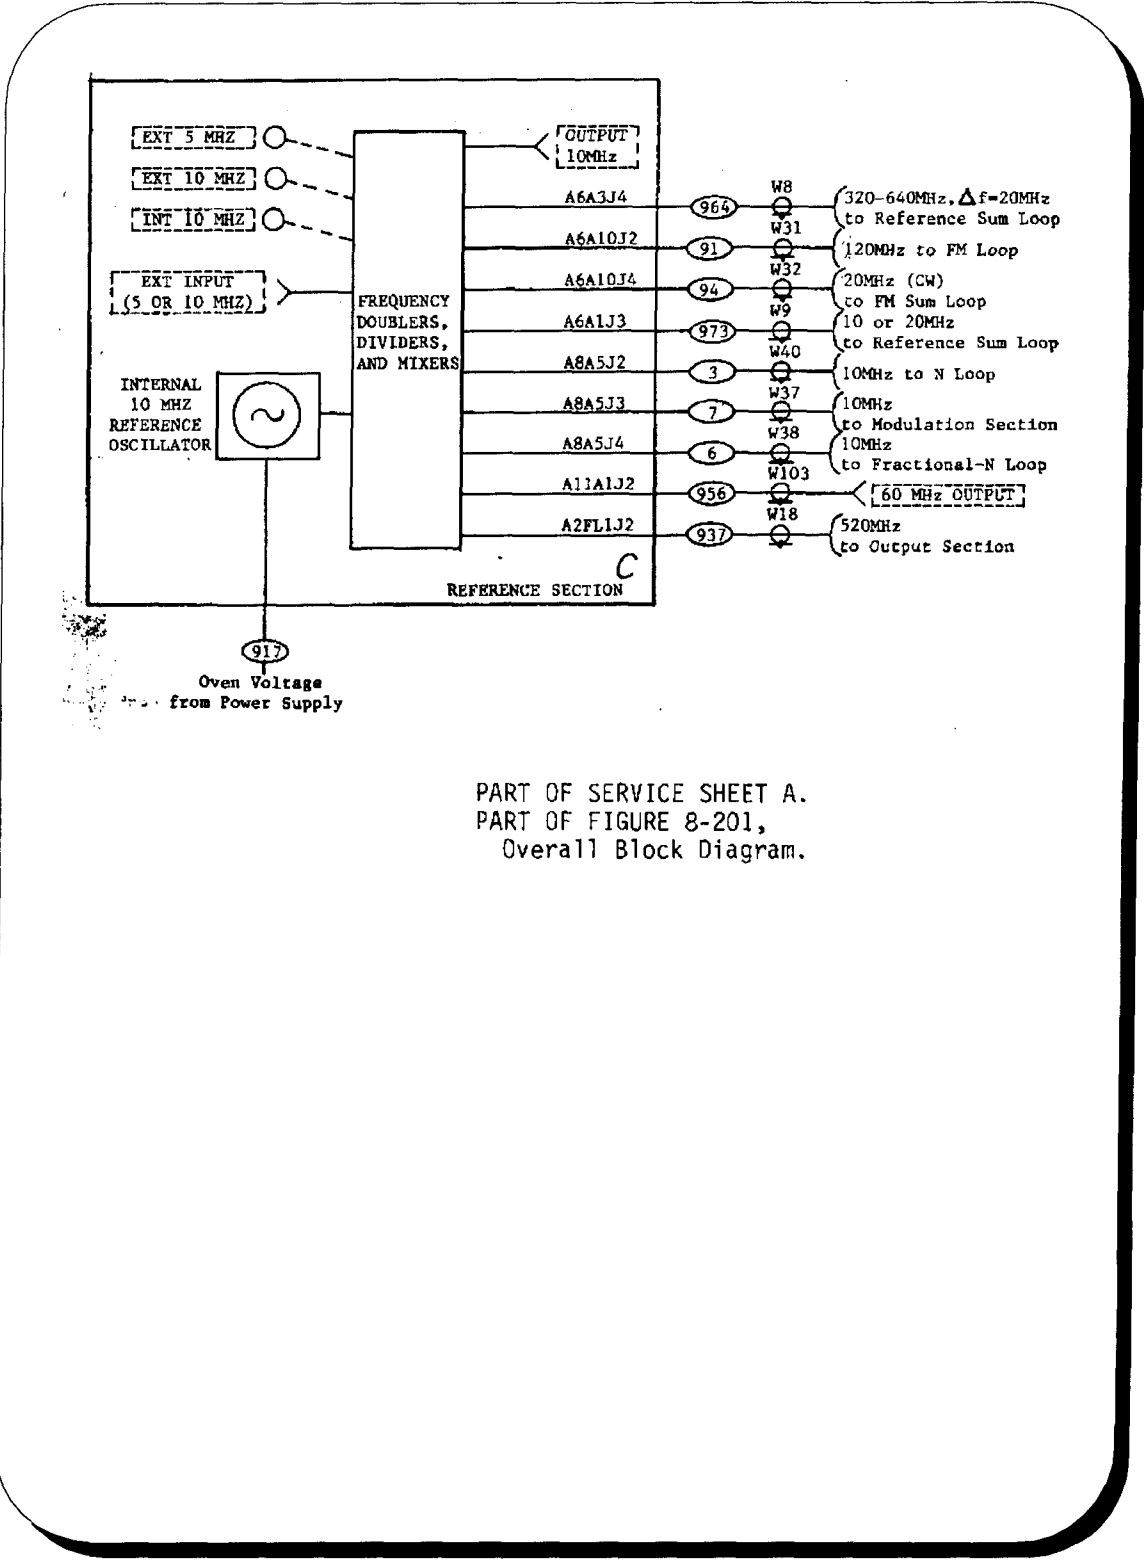 EXT 5 MHZ
EXT 10 MHZ
INT 10 MHZ
EXT INPUT
(5 OR 10 MHZ)
INTERNAL
10 MHZ
REFERENCE
OSCILLATOR
FREQUENCY
DOUBLERS,
DIVIDERS,
AND MIXERS
OUTPUT
10MHz
A6A3J4 964 W8 320-640MHz, Δf=20MHz
to Reference Sum Loop
A6A10J2 91 W31 120MHz to FM Loop
A6A10J4 94 W32 20MHz (CW)
to FM Sum Loop
A6A1J3 973 W9 10 or 20MHz
to Reference Sum Loop
A8A5J2 3 W40 10MHz to N Loop
A8A5J3 7 W37 10MHz
to Modulation Section
A8A5J4 6 W38 10MHz
to Fractional-N Loop
A11A1J2 956 W103 60 MHz OUTPUT
A2FL1J2 937 W18 520MHz
to Output Section
C
REFERENCE SECTION
917
Oven Voltage
from Power Supply
PART OF SERVICE SHEET A.
PART OF FIGURE 8-201,
Overall Block Diagram.